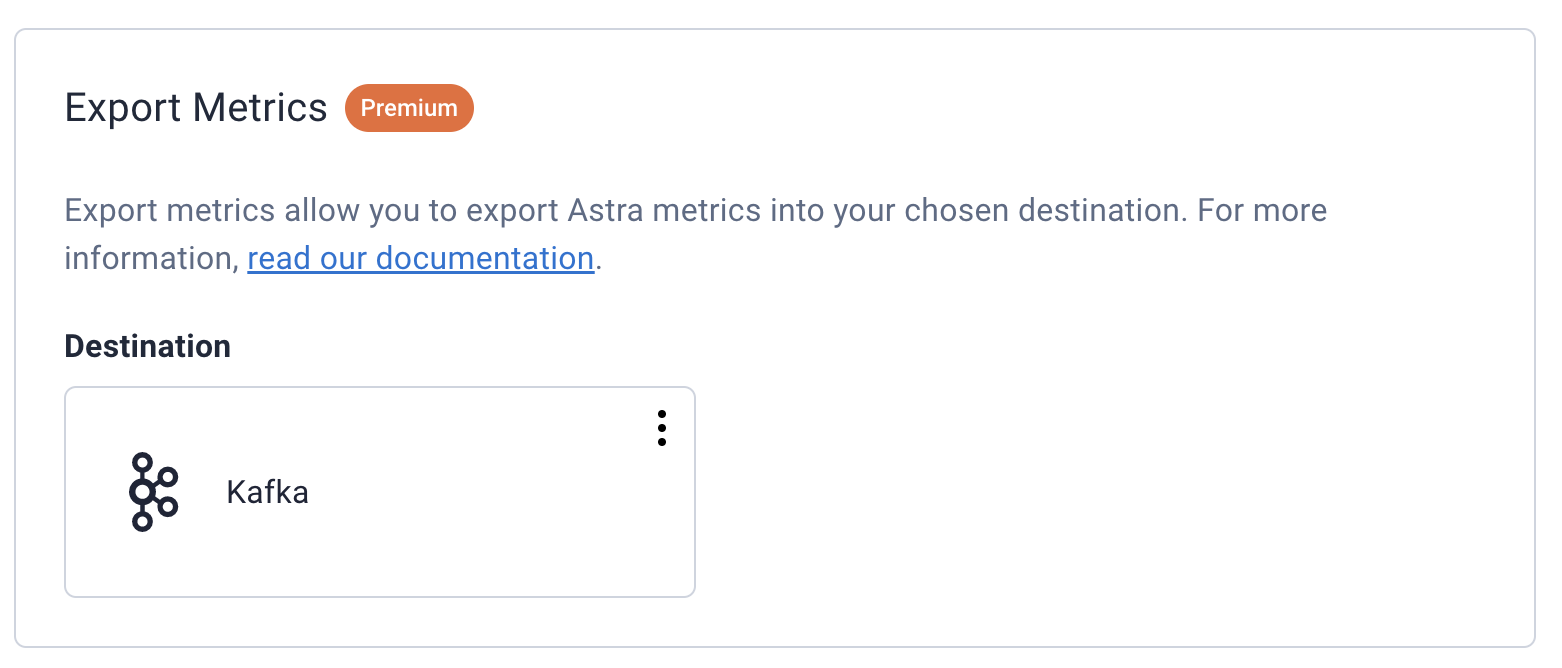 Export Metrics Premium
Export metrics allow you to export Astra metrics into your chosen destination. For more
information, read our documentation.
Destination
Kafka